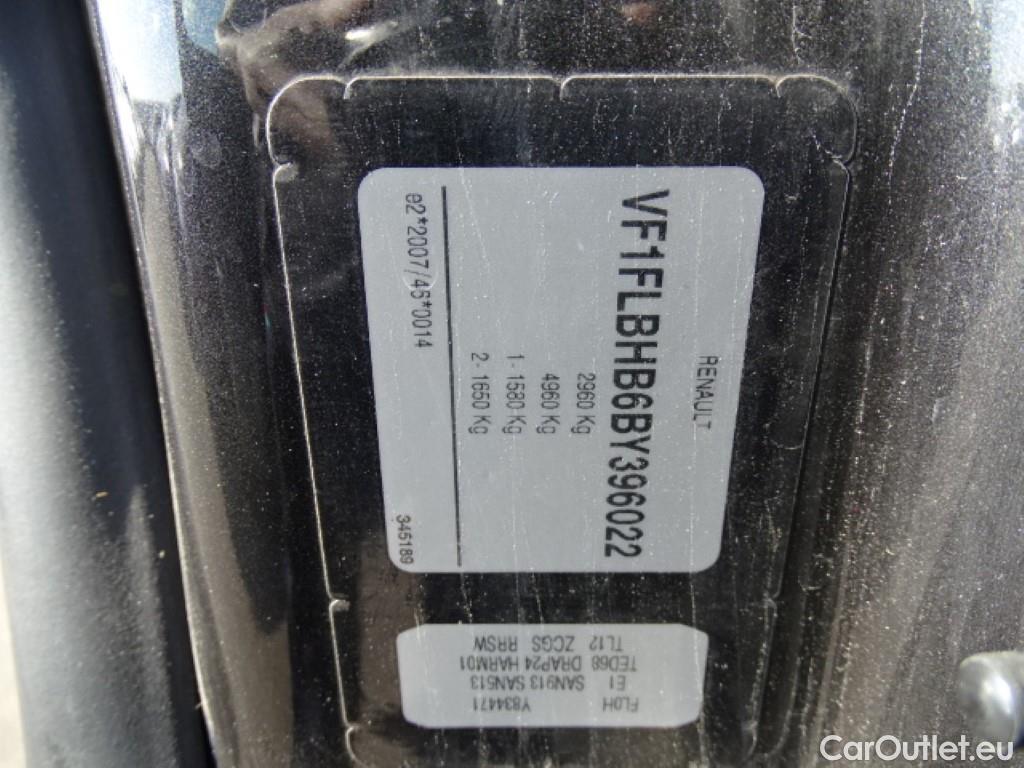 RENAULT
VF1FLBHB6BY396022
2960 Kg
4960 Kg
1- 1580 Kg
2- 1650 Kg
e2*2007/46*0014
345189
FL0H Y834471
E1 SAN913 SAN513
TED68 DRAP24 HARM01
TL12 ZCGS RRSW
CarOutlet.eu